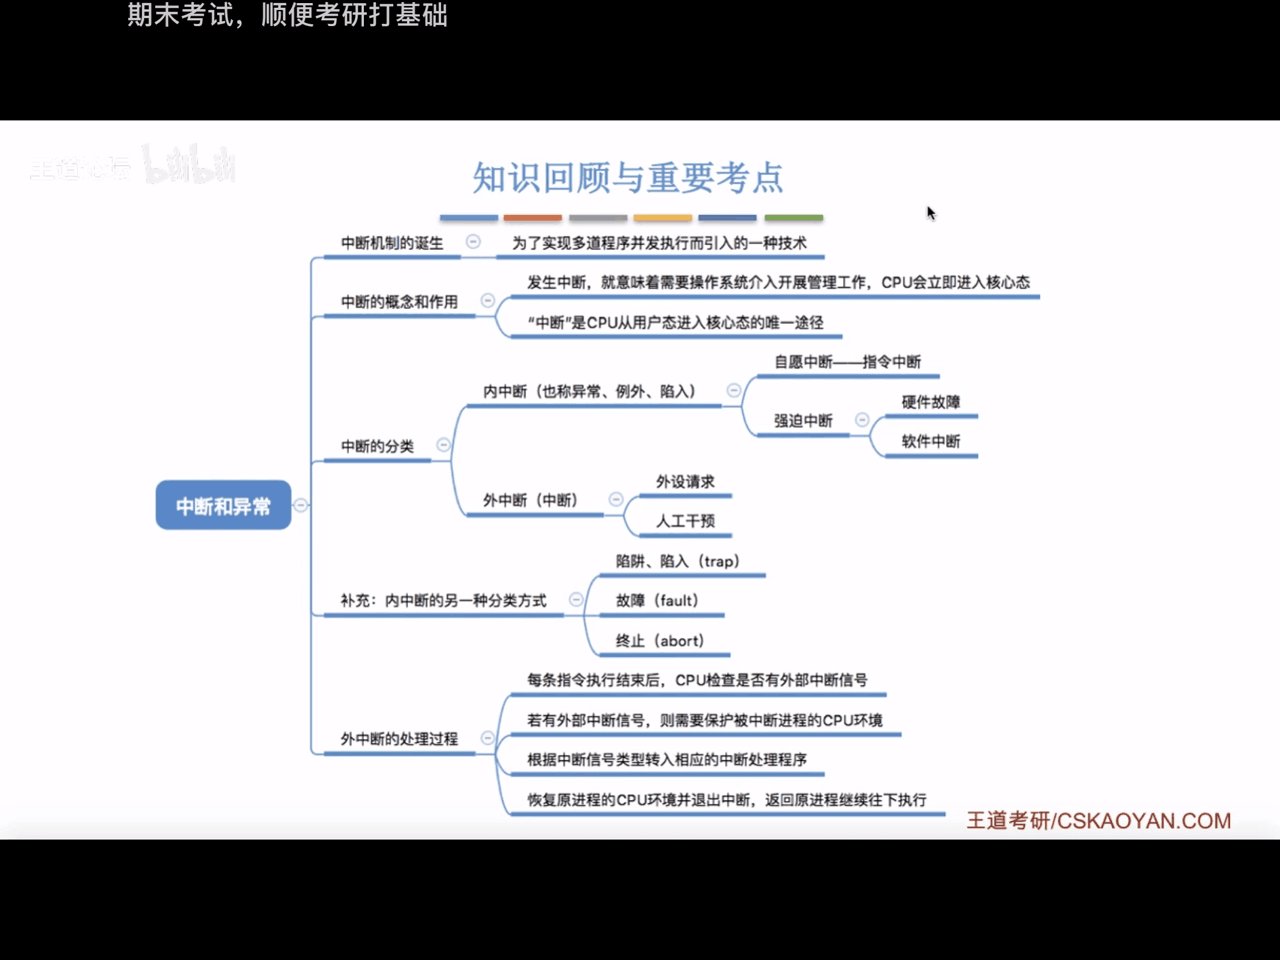 期末考试，顺便考研打基础
bilibili
知识回顾与重要考点
中断机制的诞生
为了实现多道程序并发执行而引入的一种技术
中断的概念和作用
发生中断，就意味着需要操作系统介入开展管理工作，CPU会立即进入核心态
“中断”是CPU从用户态进入核心态的唯一途径
中断的分类
内中断（也称异常、例外、陷入）
自愿中断——指令中断
强迫中断
硬件故障
软件中断
外中断（中断）
外设请求
人工干预
中断和异常
补充：内中断的另一种分类方式
陷阱、陷入（trap）
故障（fault）
终止（abort）
外中断的处理过程
每条指令执行结束后，CPU检查是否有外部中断信号
若有外部中断信号，则需要保护被中断进程的CPU环境
根据中断信号类型转入相应的中断处理程序
恢复原进程的CPU环境并退出中断，返回原进程继续往下执行
王道考研/CSKAOYAN.COM